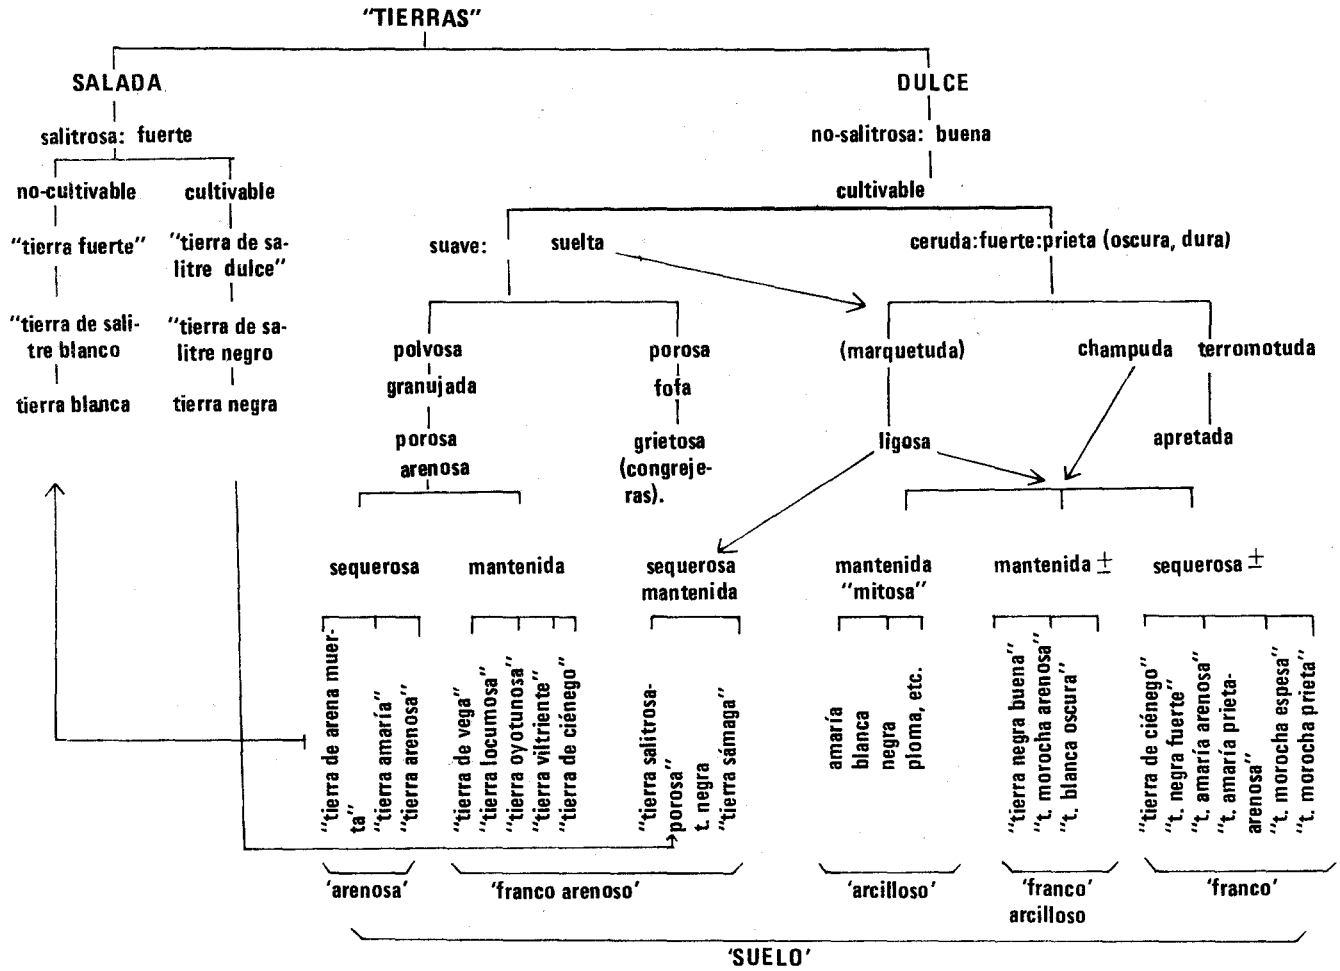 “TIERRAS”
SALADA
DULCE
salitrosa: fuerte
no-salitrosa: buena
no-cultivable
cultivable
cultivable
“tierra fuerte”
“tierra de sa-
litre dulce”
suave:
suelta
ceruda:fuerte:prieta (oscura, dura)
“tierra de sali-
tre blanco
“tierra de sa-
litre negro
polvosa
porosa
(marquetuda)
champuda
terromotuda
granujada
fofa
tierra blanca
tierra negra
porosa
arenosa
grietosa
(congreje-
ras).
ligosa
apretada
sequerosa
mantenida
sequerosa
mantenida
mantenida
“mitosa”
mantenida ±
sequerosa ±
“tierra de arena muer-
ta”
“tierra amaría”
“tierra arenosa”
“tierra de vega”
“tierra locumosa”
“tierra oyotunosa”
“tierra viltriente”
“tierra de ciénego”
“tierra salitrosa-
porosa”
t. negra
“tierra sámaga”
amaría
blanca
negra
ploma, etc.
“tierra negra buena”
“t. morocha arenosa”
“t. blanca oscura”
“tierra de ciénego”
“t. negra fuerte”
“t. amaría arenosa”
“t. amaría prieta-
arenosa”
“t. morocha espesa”
“t. morocha prieta”
‘arenosa’
‘franco arenoso’
‘arcilloso’
‘franco’
arcilloso
‘franco’
‘SUELO’